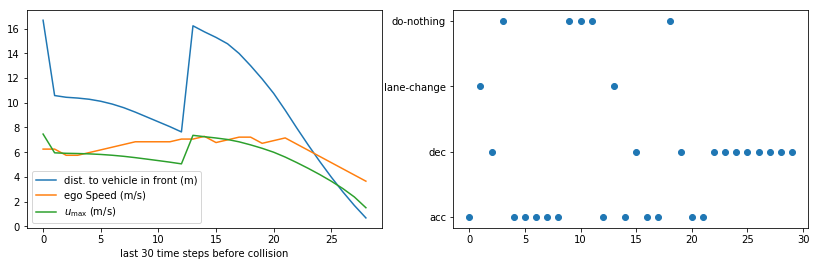 16
14
12
10
8
6
4
2
0
dist. to vehicle in front (m)
ego Speed (m/s)
u_max (m/s)
0 5 10 15 20 25
last 30 time steps before collision
do-nothing
lane-change
dec
acc
0 5 10 15 20 25 30